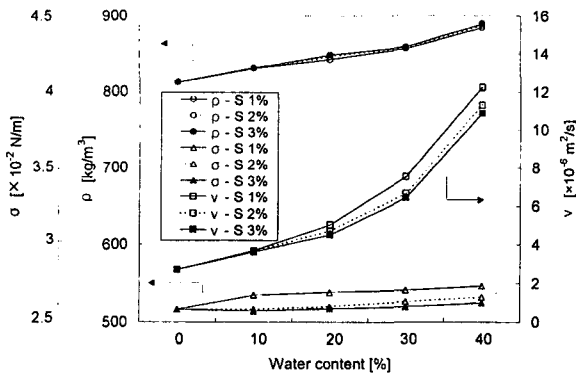 4.5
4
3.5
3
2.5
σ [×10⁻² N/m]
900
800
700
600
500
ρ [kg/m³]
ρ - S 1%
ρ - S 2%
ρ - S 3%
σ - S 1%
σ - S 2%
σ - S 3%
ν - S 1%
ν - S 2%
ν - S 3%
16
14
12
10
8
6
4
2
0
ν [×10⁻⁶ m²/s]
0 10 20 30 40
Water content [%]